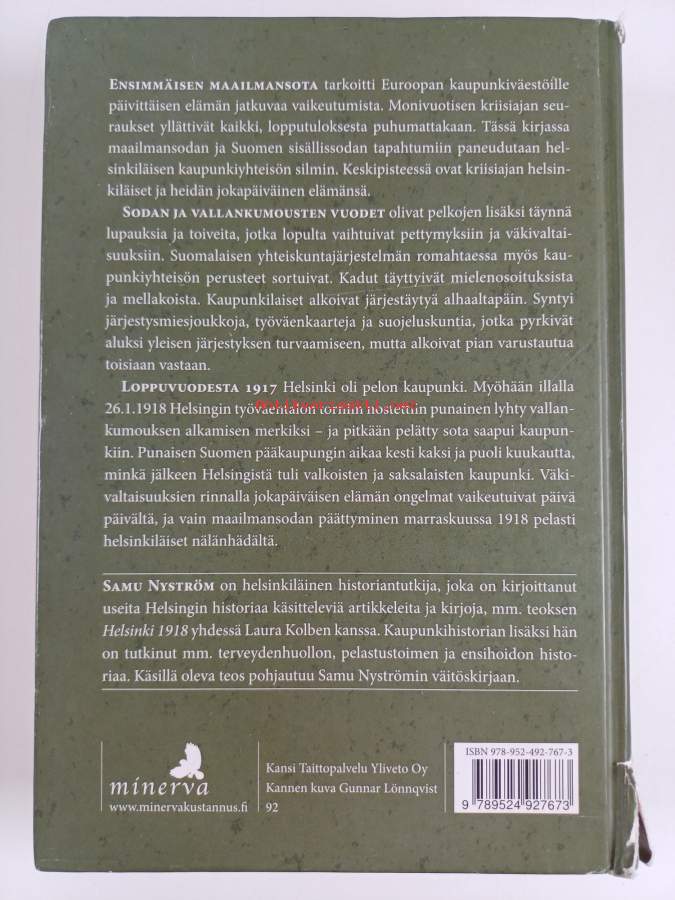 ENSIMMÄISEN MAAILMANSOTA tarkoitti Euroopan kaupunkiväestöille
päivittäisen elämän jatkuvaa vaikeutumista. Monivuotisen kriisiajan seu-
raukset yllättivät kaikki, lopputuloksesta puhumattakaan. Tässä kirjassa
maailmansodan ja Suomen sisällissodan tapahtumiin paneudutaan hel-
sinkiläisen kaupunkiyhteisön silmin. Keskipisteessä ovat kriisiajan helsin-
kiläiset ja heidän jokapäiväinen elämänsä.
SODAN JA VALLANKUMOUSTEN VUODET olivat pelkojen lisäksi täynnä
lupauksia ja toiveita, jotka lopulta vaihtuivat pettymyksiin ja väkivaltai-
suuksiin. Suomalaisen yhteiskuntajärjestelmän romahtaessa myös kau-
punkiyhteisön perusteet sortuivat. Kadut täyttyivät mielenosoituksista
ja mellakoista. Kaupunkilaiset alkoivat järjestäytyä alhaaltapäin. Syntyi
järjestysmiesjoukkoja, työväenkaarteja ja suojeluskuntia, jotka pyrkivät
aluksi yleisen järjestyksen turvaamiseen, mutta alkoivat pian varustautua
toisiaan vastaan.
LOPPUVUODESTA 1917 Helsinki oli pelon kaupunki. Myöhään illalla
26.1.1918 Helsingin työväentalon torniin nostettiin punainen lyhty vallan-
kumouksen alkamisen merkiksi – ja pitkään pelätty sota saapui kaupun-
kiin. Punaisen Suomen pääkaupungin aikaa kesti kaksi ja puoli kuukautta,
minkä jälkeen Helsingistä tuli valkoisten ja saksalaisten kaupunki. Väki-
valtaisuuksien rinnalla jokapäiväisen elämän ongelmat vaikeutuivat päivä
päivältä, ja vain maailmansodan päättyminen marraskuussa 1918 pelasti
helsinkiläiset nälänhädältä.
SAMU NYSTRÖM on helsinkiläinen historiantutkija, joka on kirjoittanut
useita Helsingin historiaa käsitteleviä artikkeleita ja kirjoja, mm. teoksen
Helsinki 1918 yhdessä Laura Kolben kanssa. Kaupunkihistorian lisäksi hän
on tutkinut mm. terveydenhuollon, pelastustoimen ja ensihoidon histo-
riaa. Käsillä oleva teos pohjautuu Samu Nyströmin väitöskirjaan.
minerva
www.minervakustannus.fi
Kansi Taittopalvelu Yliveto Oy
Kannen kuva Gunnar Lönnqvist
92
ISBN 978-952-492-767-3
9 789524 927673